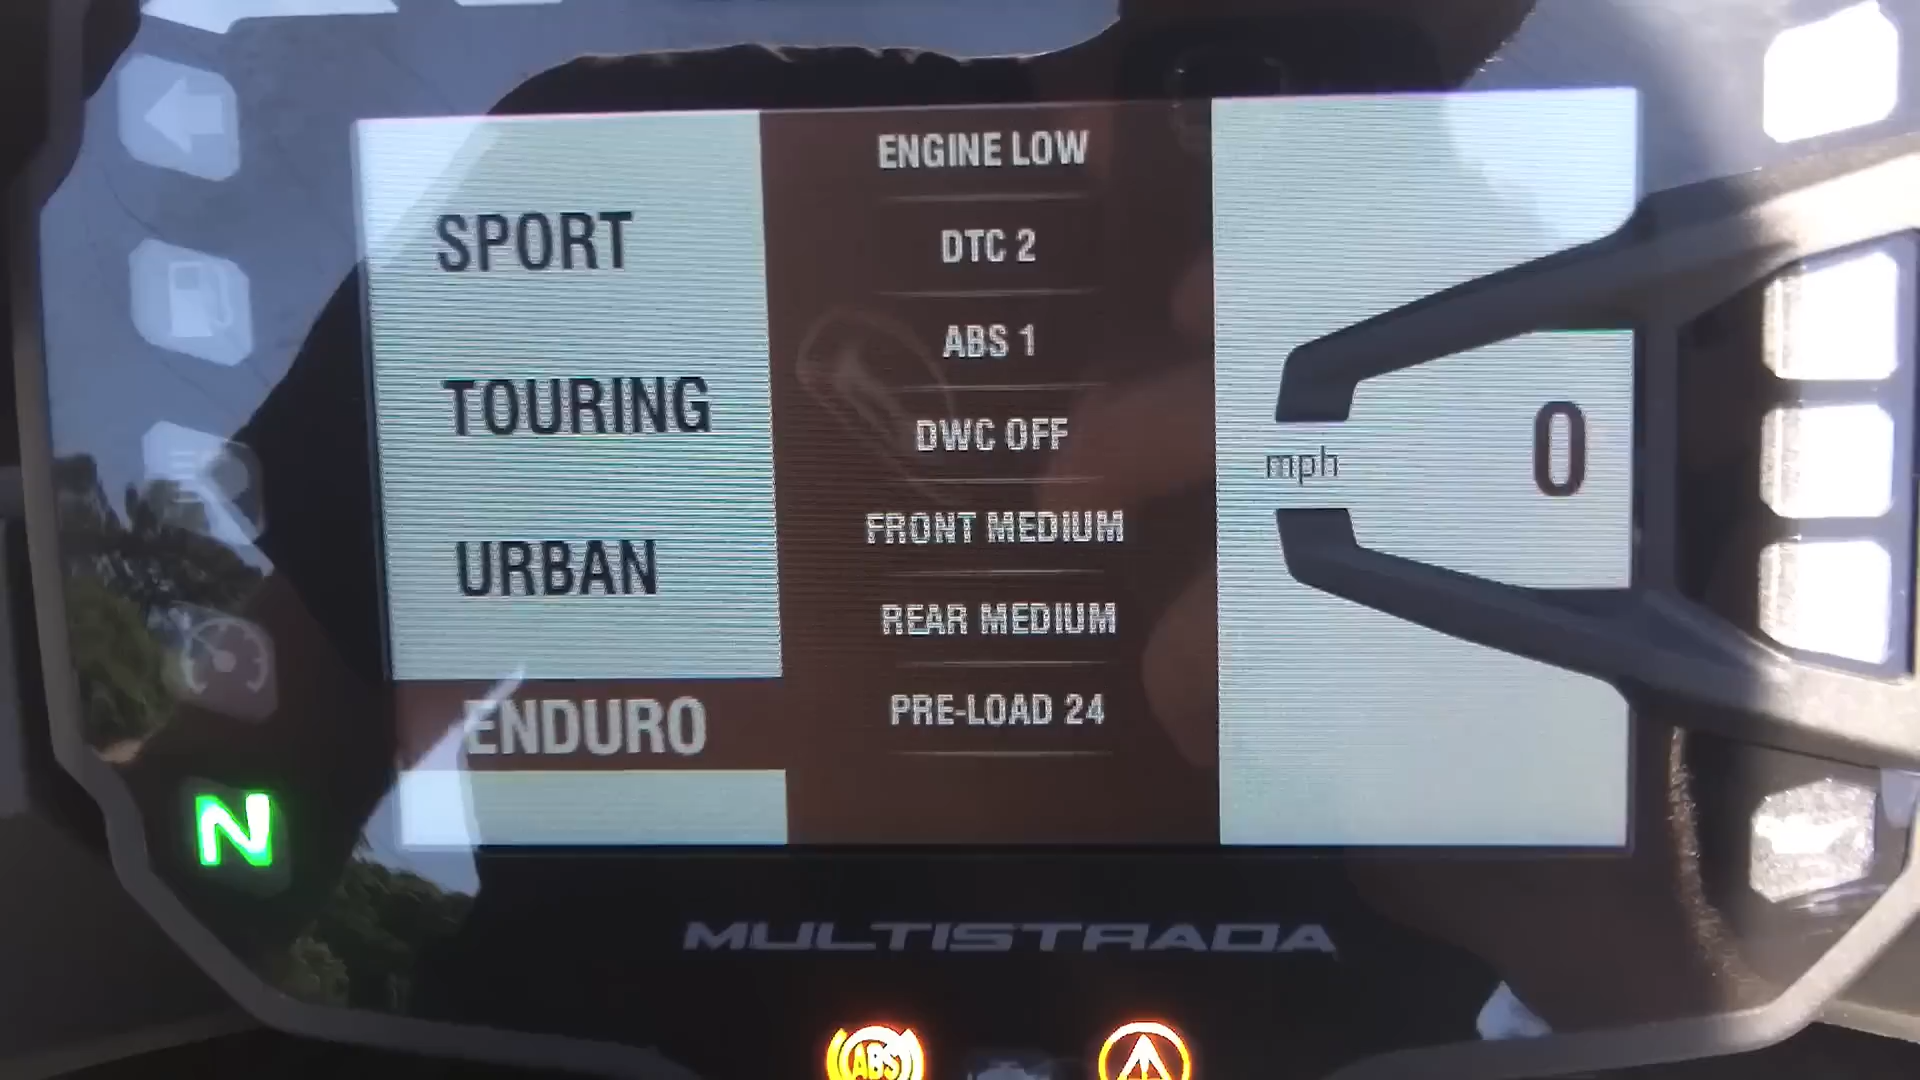 SPORT
TOURING
URBAN
ENDURO
ENGINE LOW
DTC 2
ABS 1
DWC OFF
FRONT MEDIUM
REAR MEDIUM
PRE-LOAD 24
mph
0
N
MULTISTRADA
ABS